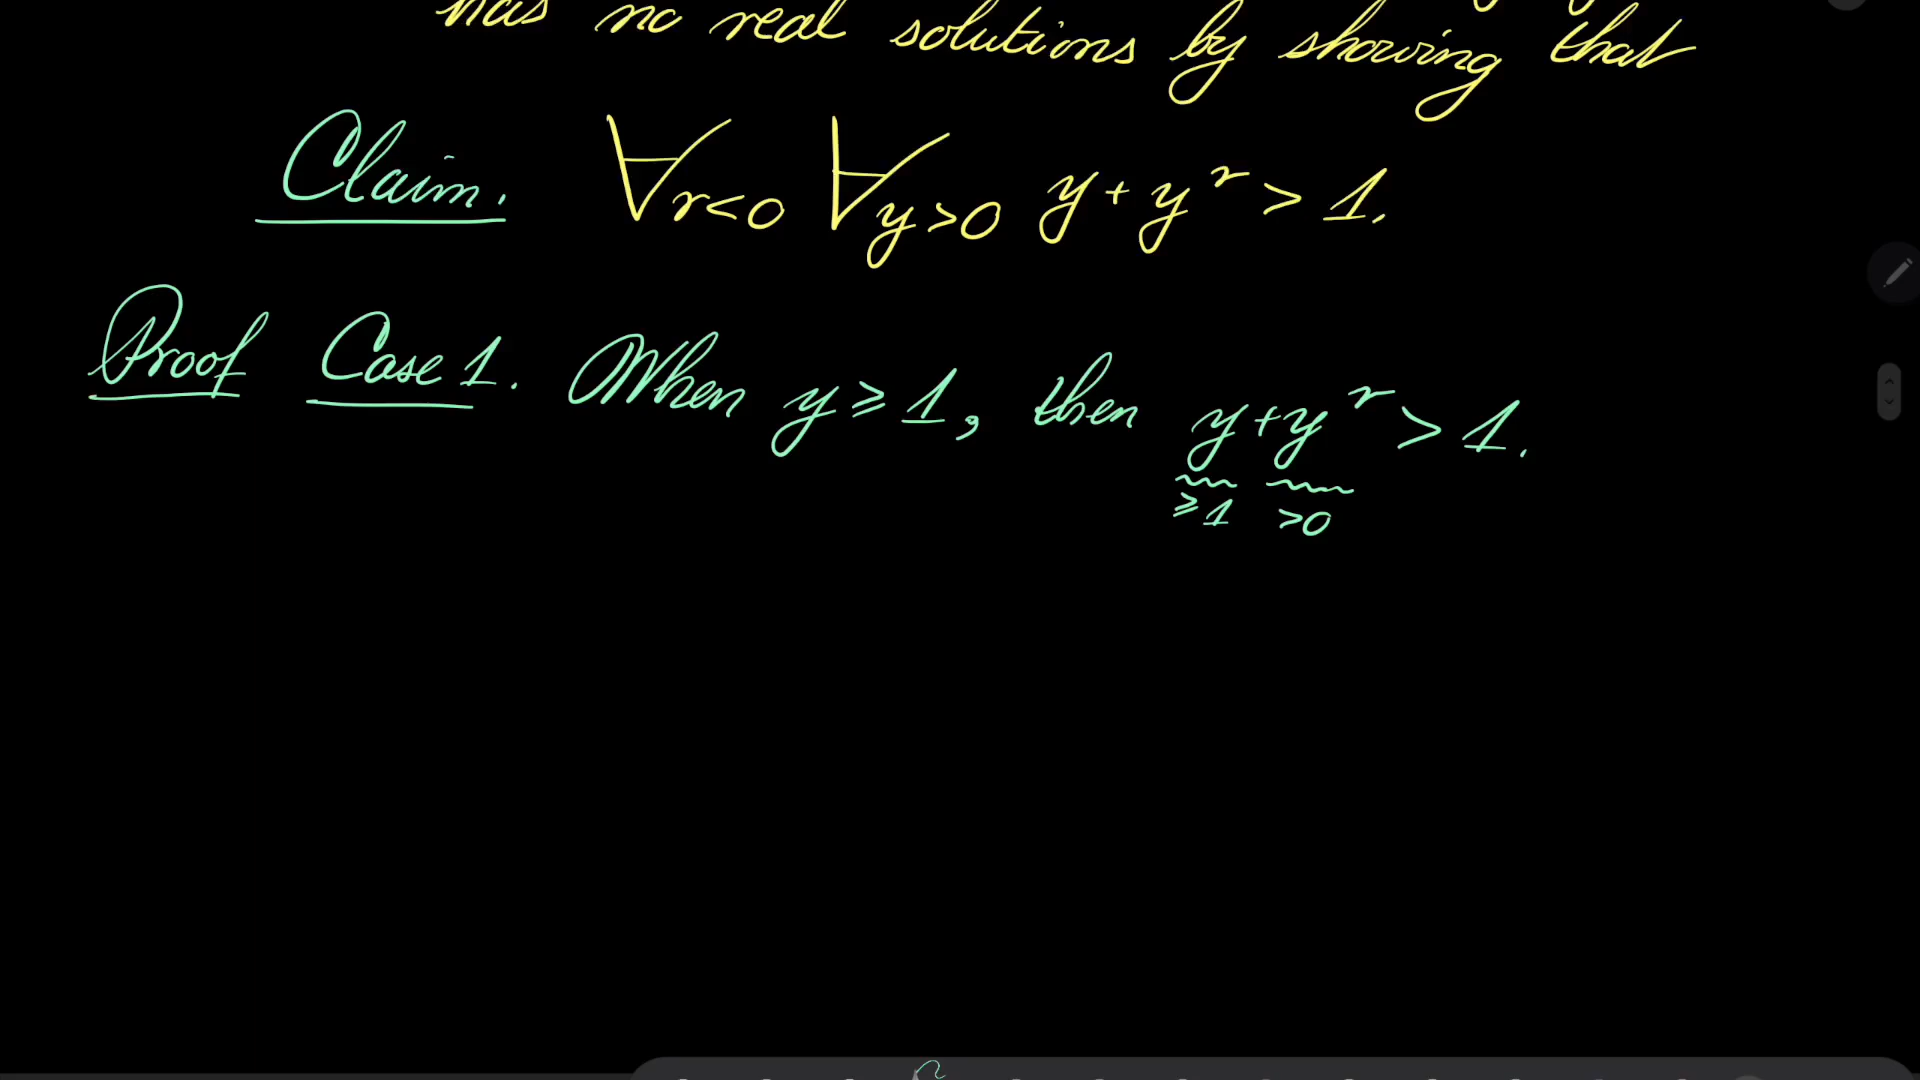 has no real solutions by showing that
Claim. ∀r<0 ∀y>0 y + y^r > 1.
Proof Case 1. When y ≥ 1, then y + y^r > 1.
≥1 >0